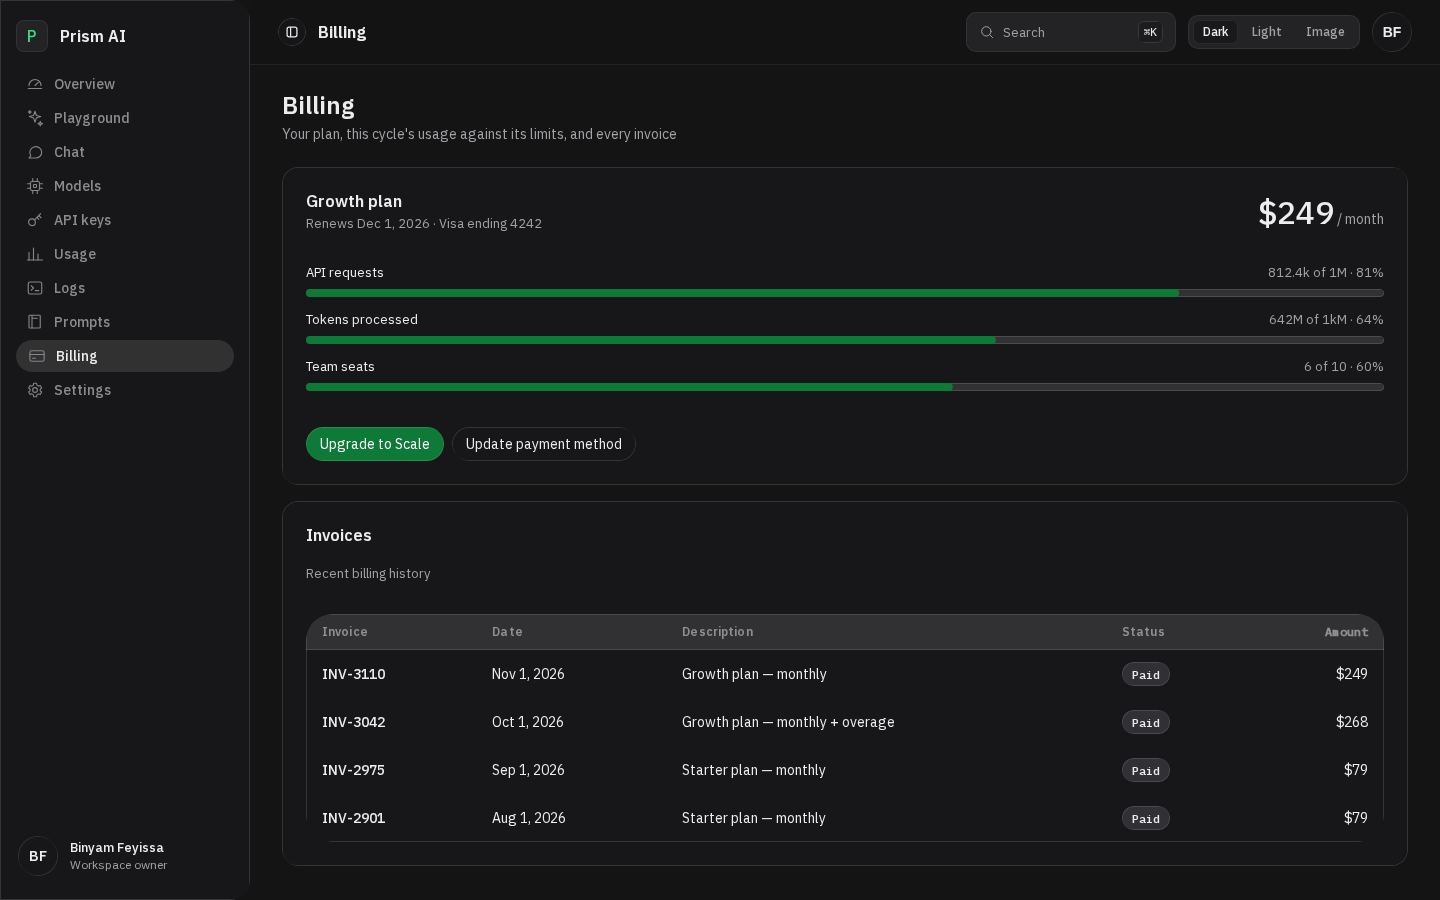 P Prism AI
Overview
Playground
Chat
Models
API keys
Usage
Logs
Prompts
Billing
Settings
BF
Binyam Feyissa
Workspace owner
Billing
Search ⌘K
Dark Light Image
BF
Billing
Your plan, this cycle's usage against its limits, and every invoice
Growth plan
Renews Dec 1, 2026 · Visa ending 4242
$249 / month
API requests 812.4k of 1M · 81%
Tokens processed 642M of 1kM · 64%
Team seats 6 of 10 · 60%
Upgrade to Scale Update payment method
Invoices
Recent billing history
Invoice Date Description Status Amount
INV-3110 Nov 1, 2026 Growth plan — monthly Paid $249
INV-3042 Oct 1, 2026 Growth plan — monthly + overage Paid $268
INV-2975 Sep 1, 2026 Starter plan — monthly Paid $79
INV-2901 Aug 1, 2026 Starter plan — monthly Paid $79